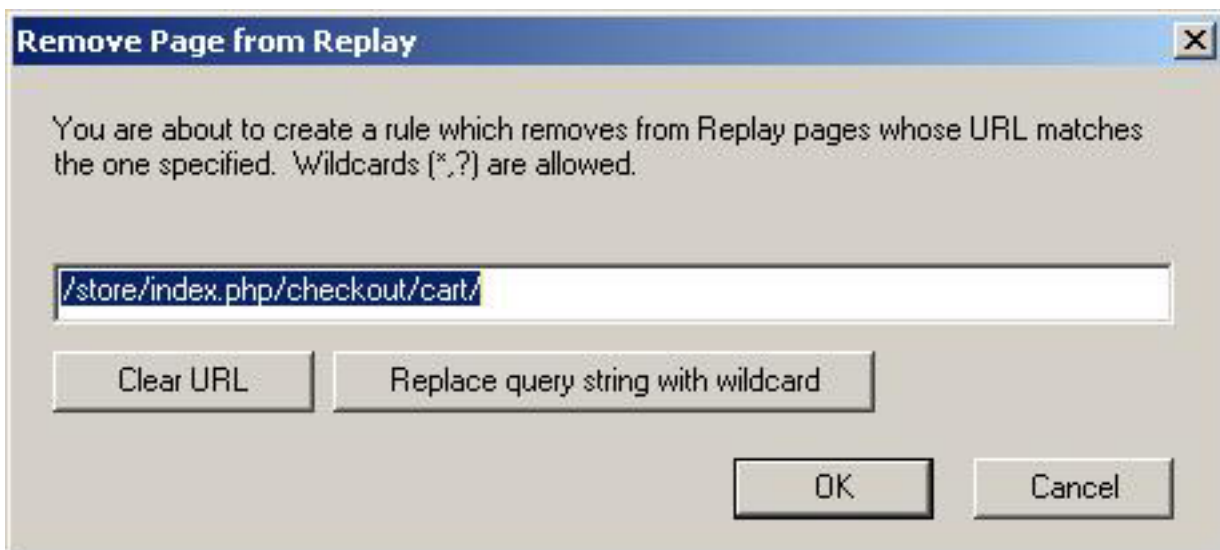 Remove Page from Replay
You are about to create a rule which removes from Replay pages whose URL matches
the one specified.  Wildcards (*,?) are allowed.
/store/index.php/checkout/cart/
Clear URL
Replace query string with wildcard
OK
Cancel